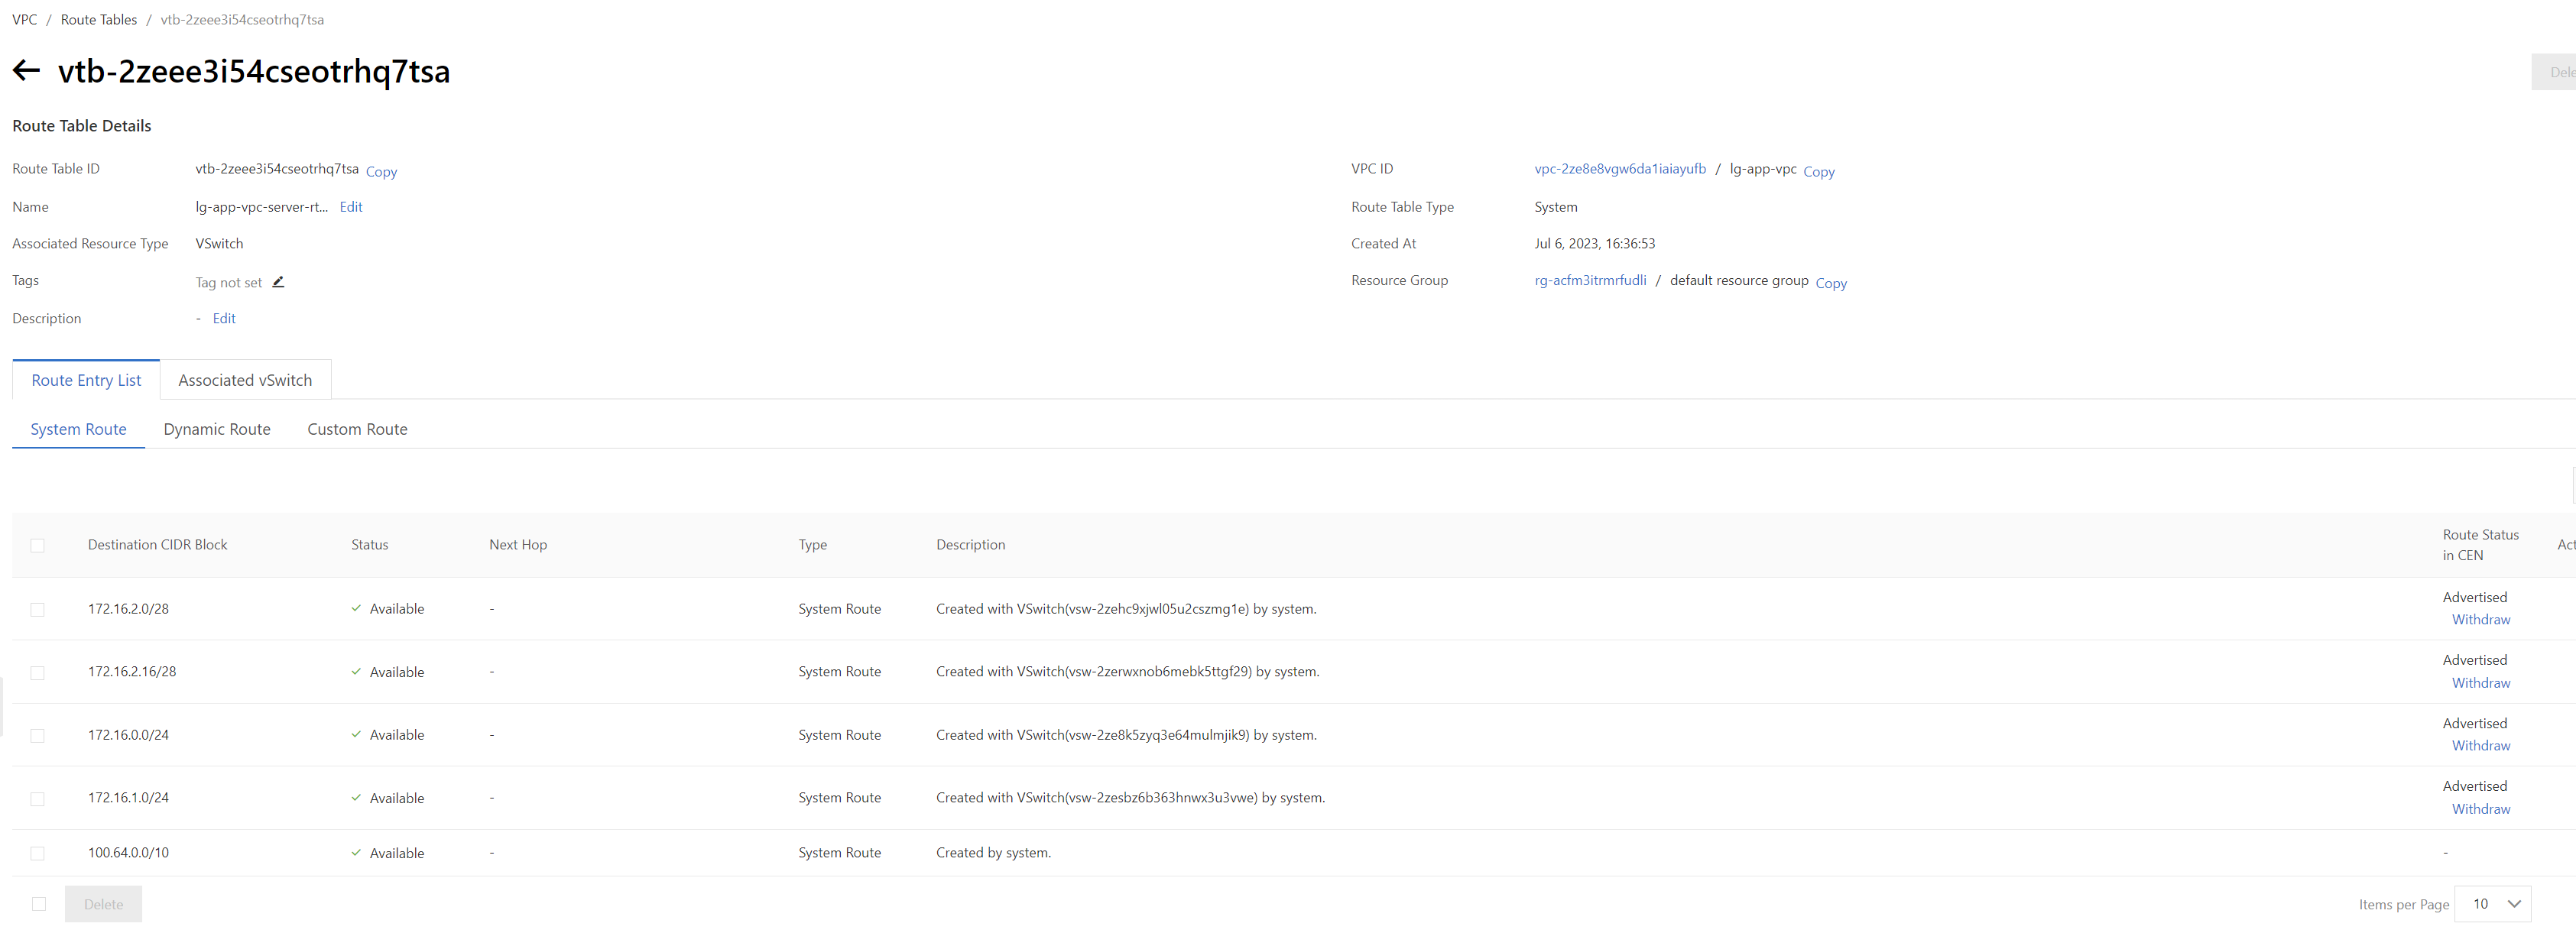 VPC / Route Tables / vtb-2zeee3i54cseotrhq7tsa
vtb-2zeee3i54cseotrhq7tsa
Dele
Route Table Details
Route Table ID vtb-2zeee3i54cseotrhq7tsa Copy VPC ID vpc-2ze8e8vgw6da1iaiayufb / lg-app-vpc Copy
Name lg-app-vpc-server-rt... Edit Route Table Type System
Associated Resource Type VSwitch Created At Jul 6, 2023, 16:36:53
Tags Tag not set Resource Group rg-acfm3itrmrfudli / default resource group Copy
Description - Edit
Route Entry List Associated vSwitch
System Route Dynamic Route Custom Route
Destination CIDR Block Status Next Hop Type Description Route Status in CEN Act
172.16.2.0/28 Available - System Route Created with VSwitch(vsw-2zehc9xjwl05u2cszmg1e) by system. Advertised
Withdraw
172.16.2.16/28 Available - System Route Created with VSwitch(vsw-2zerwxnob6mebk5ttgf29) by system. Advertised
Withdraw
172.16.0.0/24 Available - System Route Created with VSwitch(vsw-2ze8k5zyq3e64mulmjik9) by system. Advertised
Withdraw
172.16.1.0/24 Available - System Route Created with VSwitch(vsw-2zesbz6b363hnwx3u3vwe) by system. Advertised
Withdraw
100.64.0.0/10 Available - System Route Created by system. -
Delete Items per Page 10